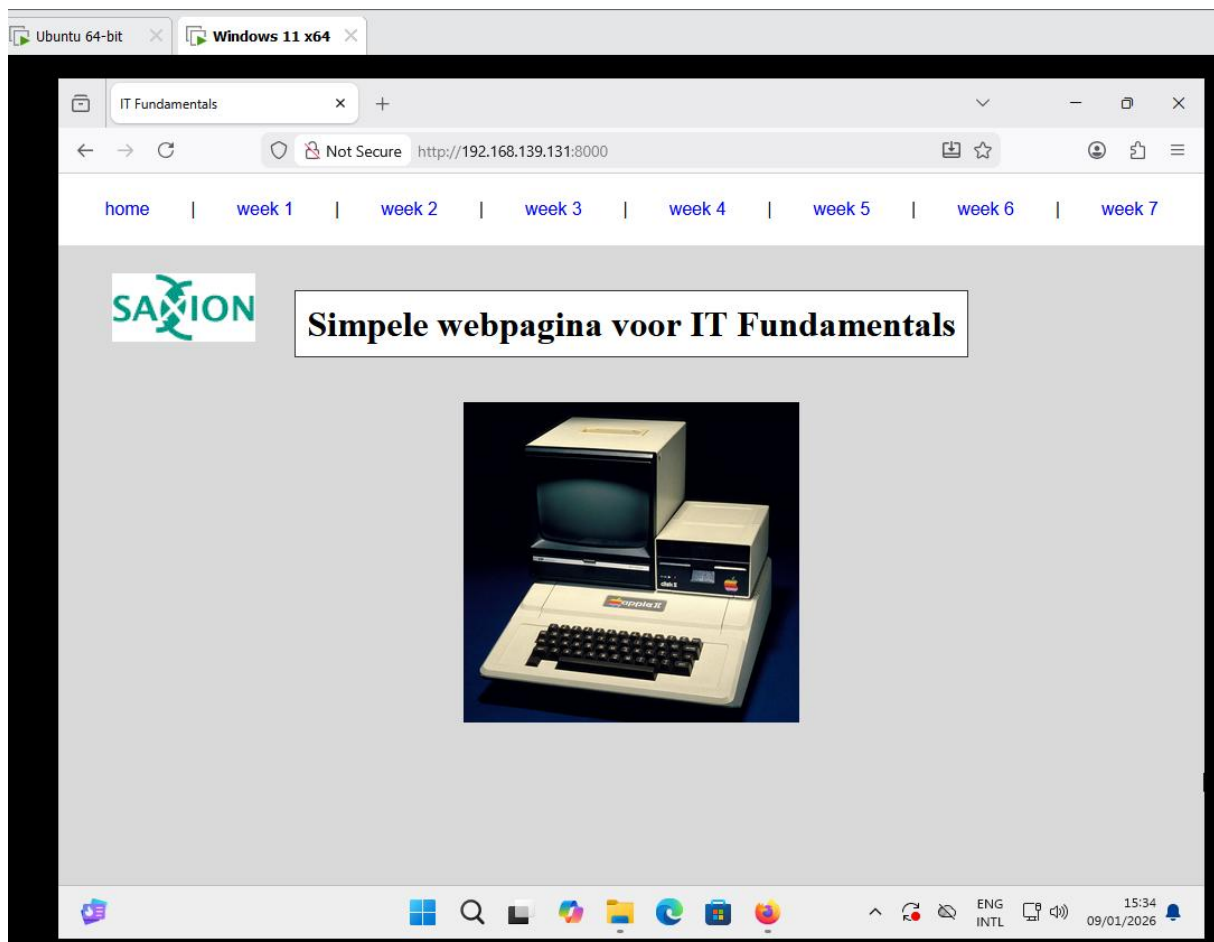 Ubuntu 64-bit Windows 11 x64
IT Fundamentals
Not Secure http://192.168.139.131:8000
home | week 1 | week 2 | week 3 | week 4 | week 5 | week 6 | week 7
SAXION
Simpele webpagina voor IT Fundamentals
disk II
apple II
ENG 15:34
INTL 09/01/2026